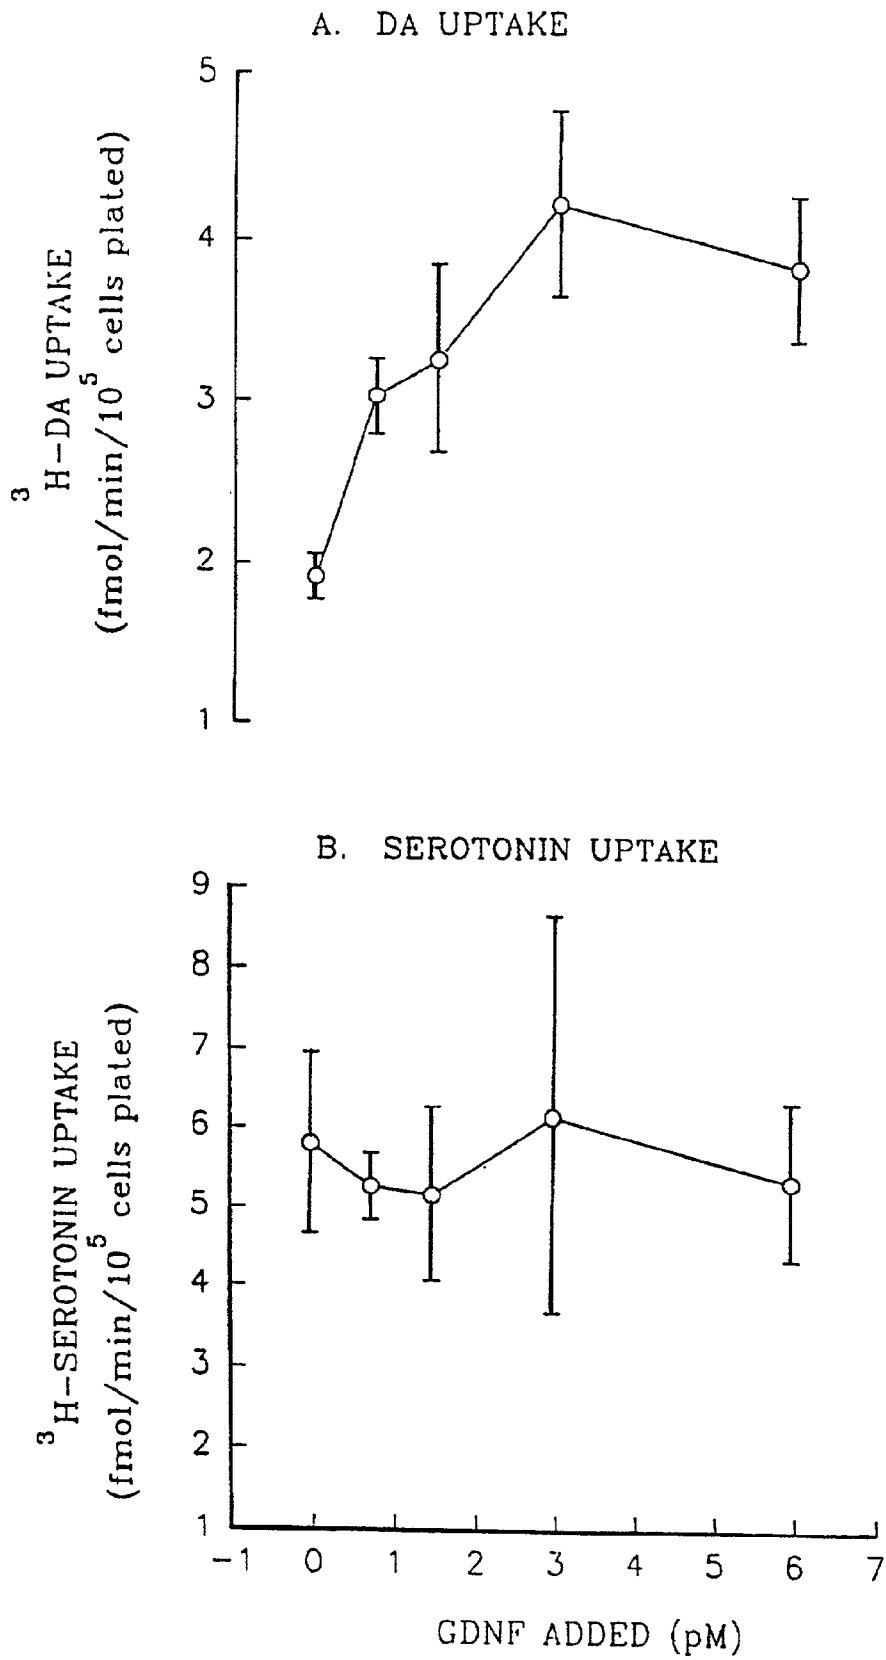 A. DA UPTAKE
5
4
3
2
1
3
H-DA UPTAKE
(fmol/min/10 5 cells plated)
B. SEROTONIN UPTAKE
9
8
7
6
5
4
3
2
1
3 H-SEROTONIN UPTAKE
(fmol/min/10 5 cells plated)
-1 0 1 2 3 4 5 6 7
GDNF ADDED (pM)